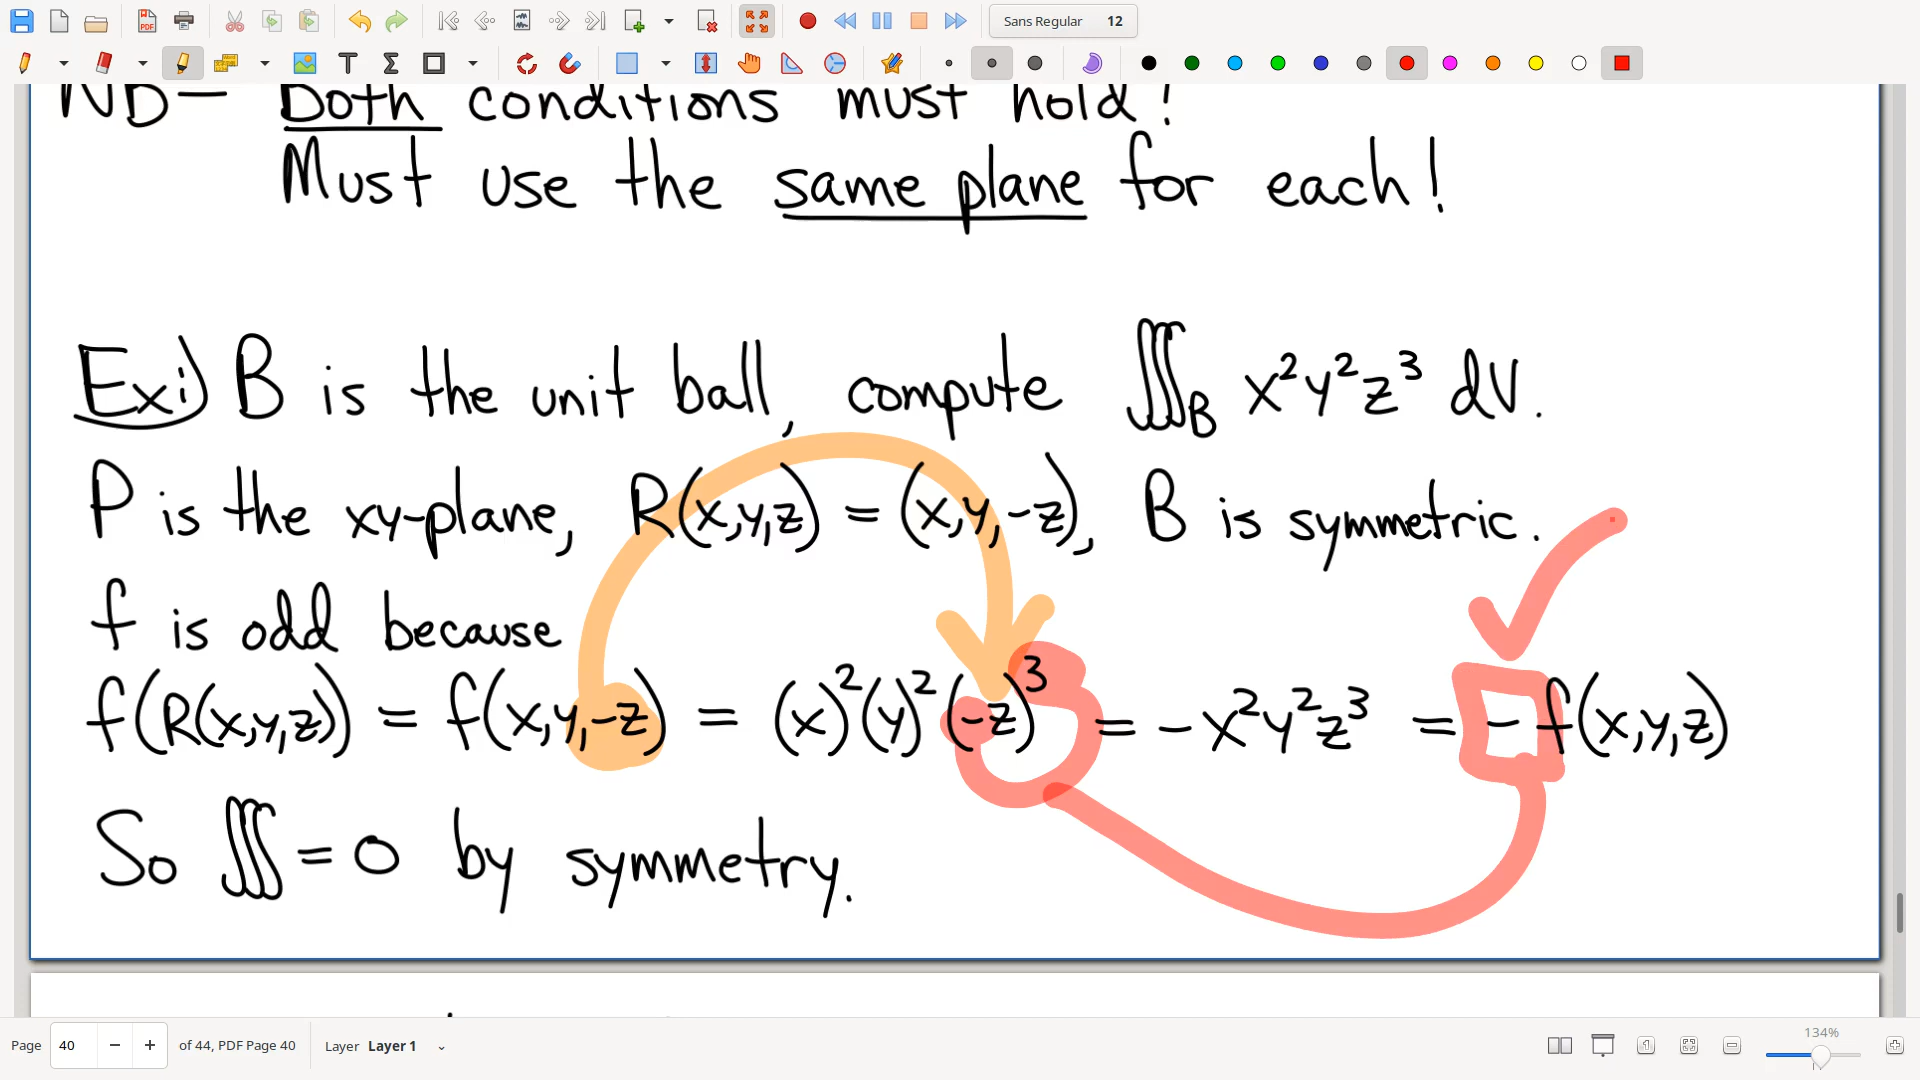 Sans Regular 12
NB— Both conditions must hold!
Must use the same plane for each!
Ex:) B is the unit ball, compute ∭_B x²y²z³ dV.
P is the xy-plane, R(x,y,z) = (x,y,-z), B is symmetric.
f is odd because
f(R(x,y,z)) = f(x,y,-z) = (x)²(y)²(-z)³ = -x²y²z³ = -f(x,y,z)
So ∭ = 0 by symmetry.
Page 40 of 44, PDF Page 40 Layer Layer 1 134%